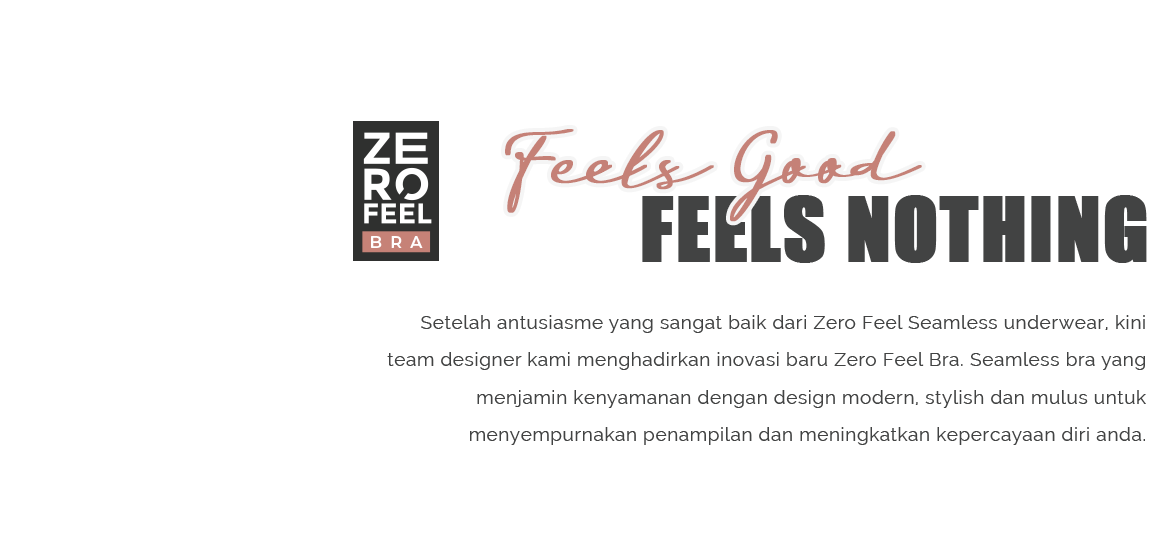 ZE
RO
FEEL
BRA
Feels Good
FEELS NOTHING
Setelah antusiasme yang sangat baik dari Zero Feel Seamless underwear, kini
team designer kami menghadirkan inovasi baru Zero Feel Bra. Seamless bra yang
menjamin kenyamanan dengan design modern, stylish dan mulus untuk
menyempurnakan penampilan dan meningkatkan kepercayaan diri anda.